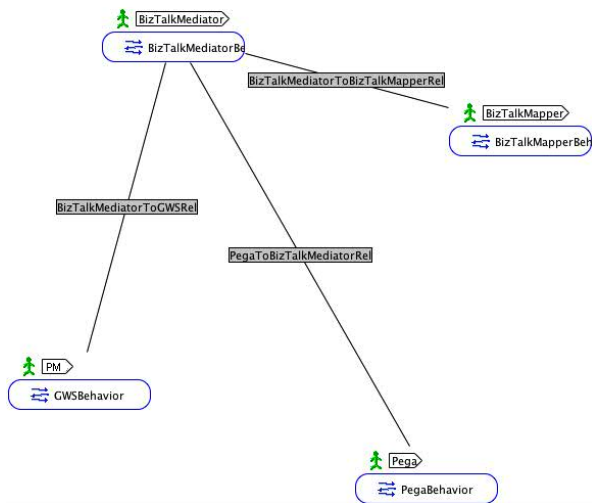 BizTalkMediator
BizTalkMediatorBe
BizTalkMediatorToBizTalkMapperRel
BizTalkMapper
BizTalkMapperBeh
BizTalkMediatorToGWSRel
PegaToBizTalkMediatorRel
PM
GWSBehavior
Pega
PegaBehavior